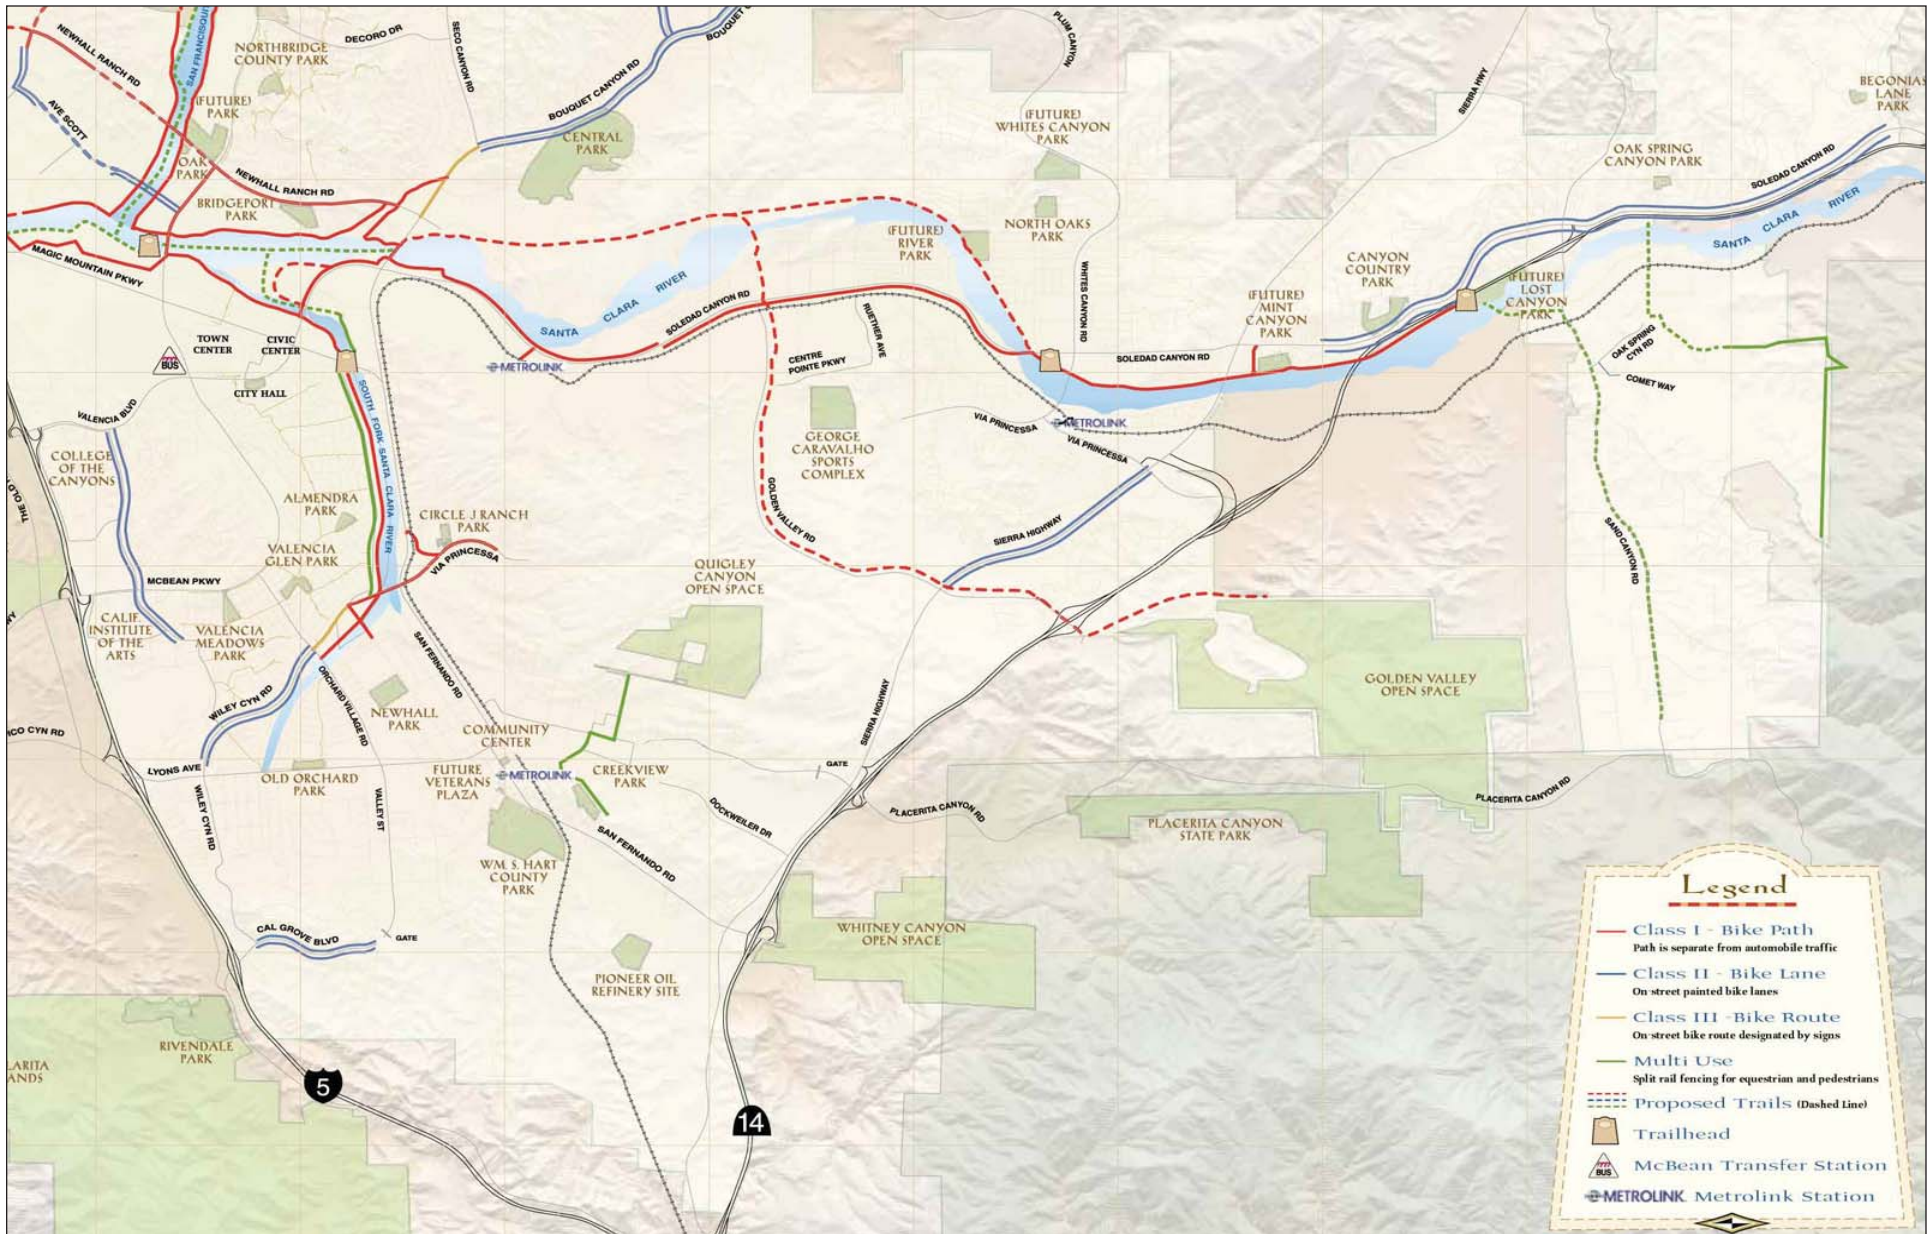 NEWHALL RANCH RD
SAN FRANCISQUIT
NORTHBRIDGE
COUNTY PARK
DECORO DR
SECO CANYON RD
BOUQUET CANYON RD
BOUQUET C
PLUM CANYON
SIERRA HWY
BEGONIAS
LANE
PARK
AVE SCOTT
(FUTURE)
PARK
OAK
PARK
NEWHALL RANCH RD
BRIDGEPORT
PARK
CENTRAL
PARK
(FUTURE)
WHITES CANYON
PARK
OAK SPRING
CANYON PARK
SOLEDAD CANYON RD
SANTA CLARA RIVER
NORTH OAKS
PARK
(FUTURE)
RIVER
PARK
MAGIC MOUNTAIN PKWY
CANYON
COUNTRY
PARK
(FUTURE)
LOST
CANYON
PARK
WHITES CANYON RD
(FUTURE)
MINT
CANYON
PARK
SANTA CLARA RIVER
SOLEDAD CANYON RD
RUETHER AVE
TOWN
CENTER
CIVIC
CENTER
BUS
METROLINK
CENTRE
POINTE PKWY
SOLEDAD CANYON RD
OAK SPRING
CYN RD
COMET WAY
CITY HALL
SOUTH FORK SANTA CLARA RIVER
VALENCIA BLVD
GEORGE
CARAVALHO
SPORTS
COMPLEX
VIA PRINCESSA
METROLINK
VIA PRINCESSA
COLLEGE
OF THE
CANYONS
THE OLD
ALMENDRA
PARK
CIRCLE J RANCH
PARK
VIA PRINCESSA
GOLDEN VALLEY RD
SIERRA HIGHWAY
SAND CANYON RD
VALENCIA
GLEN PARK
MCBEAN PKWY
QUIGLEY
CANYON
OPEN SPACE
CALIF.
INSTITUTE
OF THE
ARTS
VALENCIA
MEADOWS
PARK
SAN FERNANDO RD
WILEY CYN RD
ORCHARD VILLAGE RD
NEWHALL
PARK
GOLDEN VALLEY
OPEN SPACE
SIERRA HIGHWAY
ICO CYN RD
COMMUNITY
CENTER
LYONS AVE
OLD ORCHARD
PARK
FUTURE
VETERANS
PLAZA
METROLINK
CREEKVIEW
PARK
GATE
WILEY CYN RD
VALLEY ST
DOCKWEILER DR
PLACERITA CANYON RD
PLACERITA CANYON RD
PLACERITA CANYON
STATE PARK
SAN FERNANDO RD
WM. S. HART
COUNTY
PARK
CAL GROVE BLVD
GATE
WHITNEY CANYON
OPEN SPACE
PIONEER OIL
REFINERY SITE
RIVENDALE
PARK
LARITA
ANDS
5
14
Legend
Class I - Bike Path
Path is separate from automobile traffic
Class II - Bike Lane
On-street painted bike lanes
Class III -Bike Route
On-street bike route designated by signs
Multi Use
Split rail fencing for equestrian and pedestrians
Proposed Trails (Dashed Line)
Trailhead
BUS McBean Transfer Station
METROLINK Metrolink Station